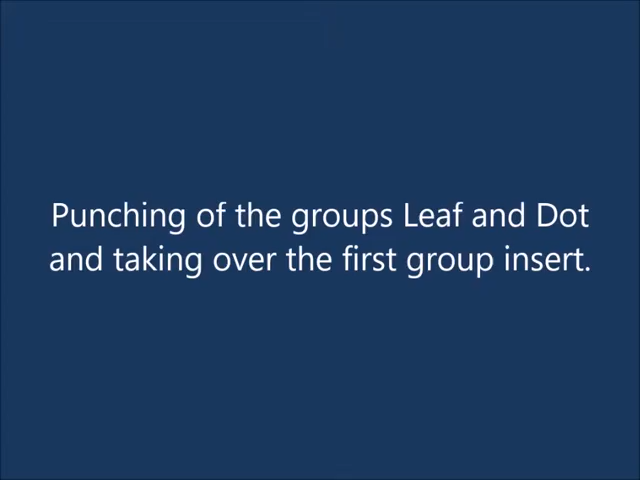 Punching of the groups Leaf and Dot
and taking over the first group insert.